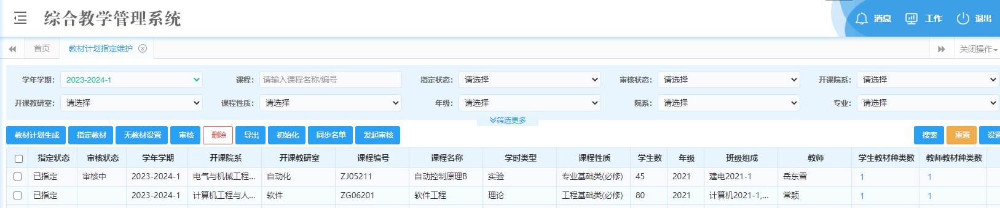 综合教学管理系统
消息 工作 退出
首页 教材计划指定维护 关闭操作
学年学期： 2023-2024-1 课程： 请输入课程名称/编号 指定状态： 请选择 审核状态： 请选择 开课院系： 请选择
开课教研室： 请选择 课程性质： 请选择 年级： 请选择 院系： 请选择 专业： 请选择
筛选更多
教材计划生成 指定教材 无教材设置 审核 删除 导出 初始化 同步名单 发起审核 搜索 重置 设置
指定状态 审核状态 学年学期 开课院系 开课教研室 课程编号 课程名称 学时类型 课程性质 学生数 年级 班级组成 教师 学生教材种类数 教师教材种类数
已指定 审核中 2023-2024-1 电气与机械工程... 自动化 ZJ05211 自动控制原理B 实验 专业基础类(必修) 45 2021 建电2021-1 岳东雪 1 1
已指定 2023-2024-1 计算机工程与人... 软件 ZG06201 软件工程 理论 工程基础类(必修) 80 2021 计算机2021-1,... 常颖 1 1